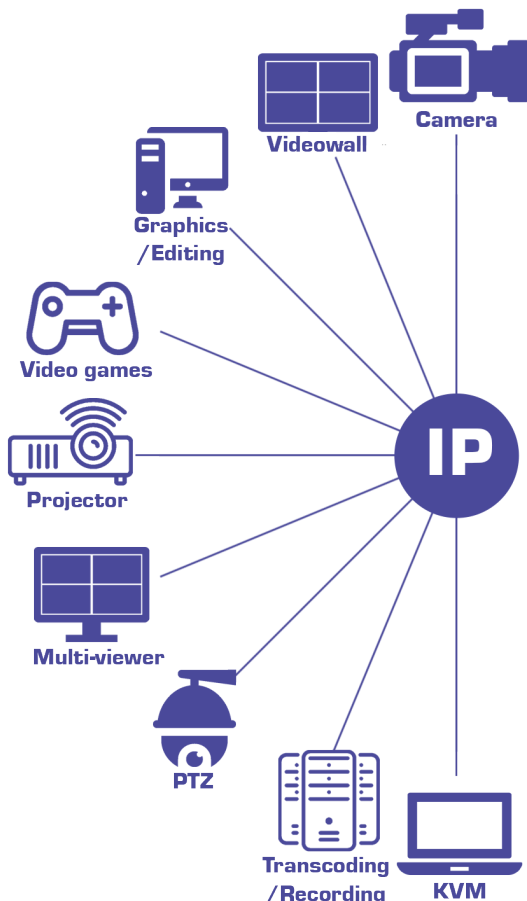 Camera
Videowall
Graphics
/Editing
Video games
IP
Projector
Multi-viewer
PTZ
Transcoding
/Recording
KVM